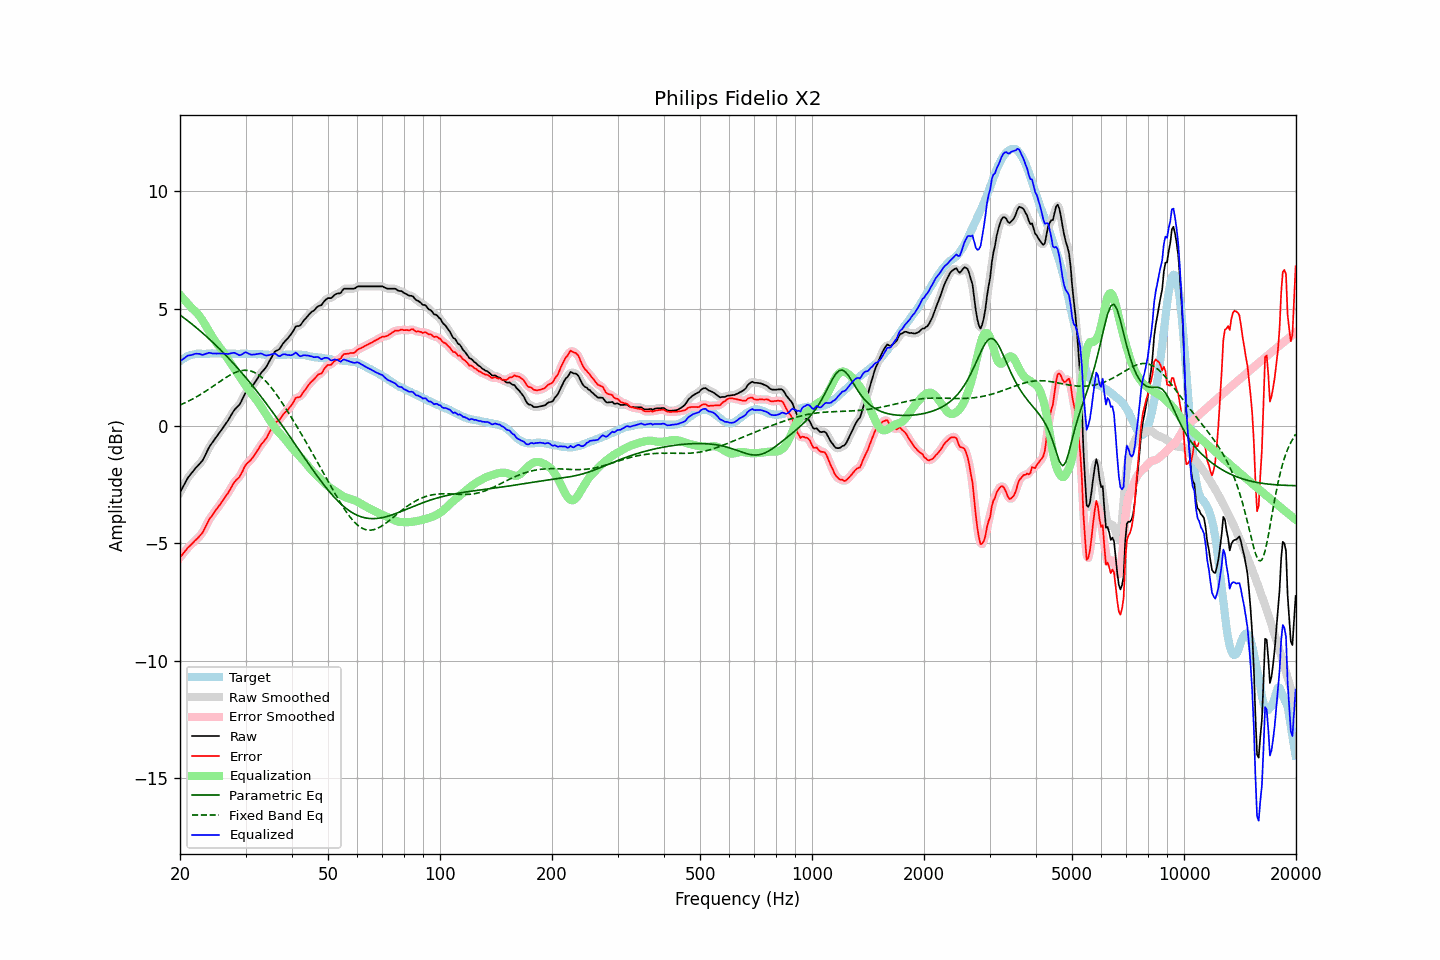 Philips Fidelio X2
Amplitude (dBr)
10
5
0
−5
−10
−15
Target
Raw Smoothed
Error Smoothed
Raw
Error
Equalization
Parametric Eq
Fixed Band Eq
Equalized
20 50 100 200 500 1000 2000 5000 10000 20000
Frequency (Hz)